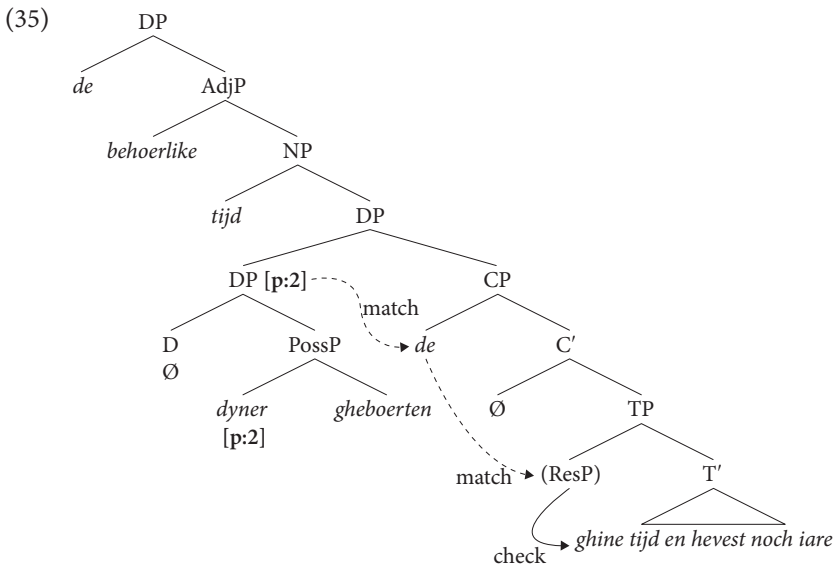 (35)
DP
de AdjP
behoerlike NP
tijd DP
DP [p:2] CP
match
D PossP de C′
Ø
dyner gheboerten Ø TP
[p:2]
match (ResP) T′
ghine tijd en hevest noch iare
check